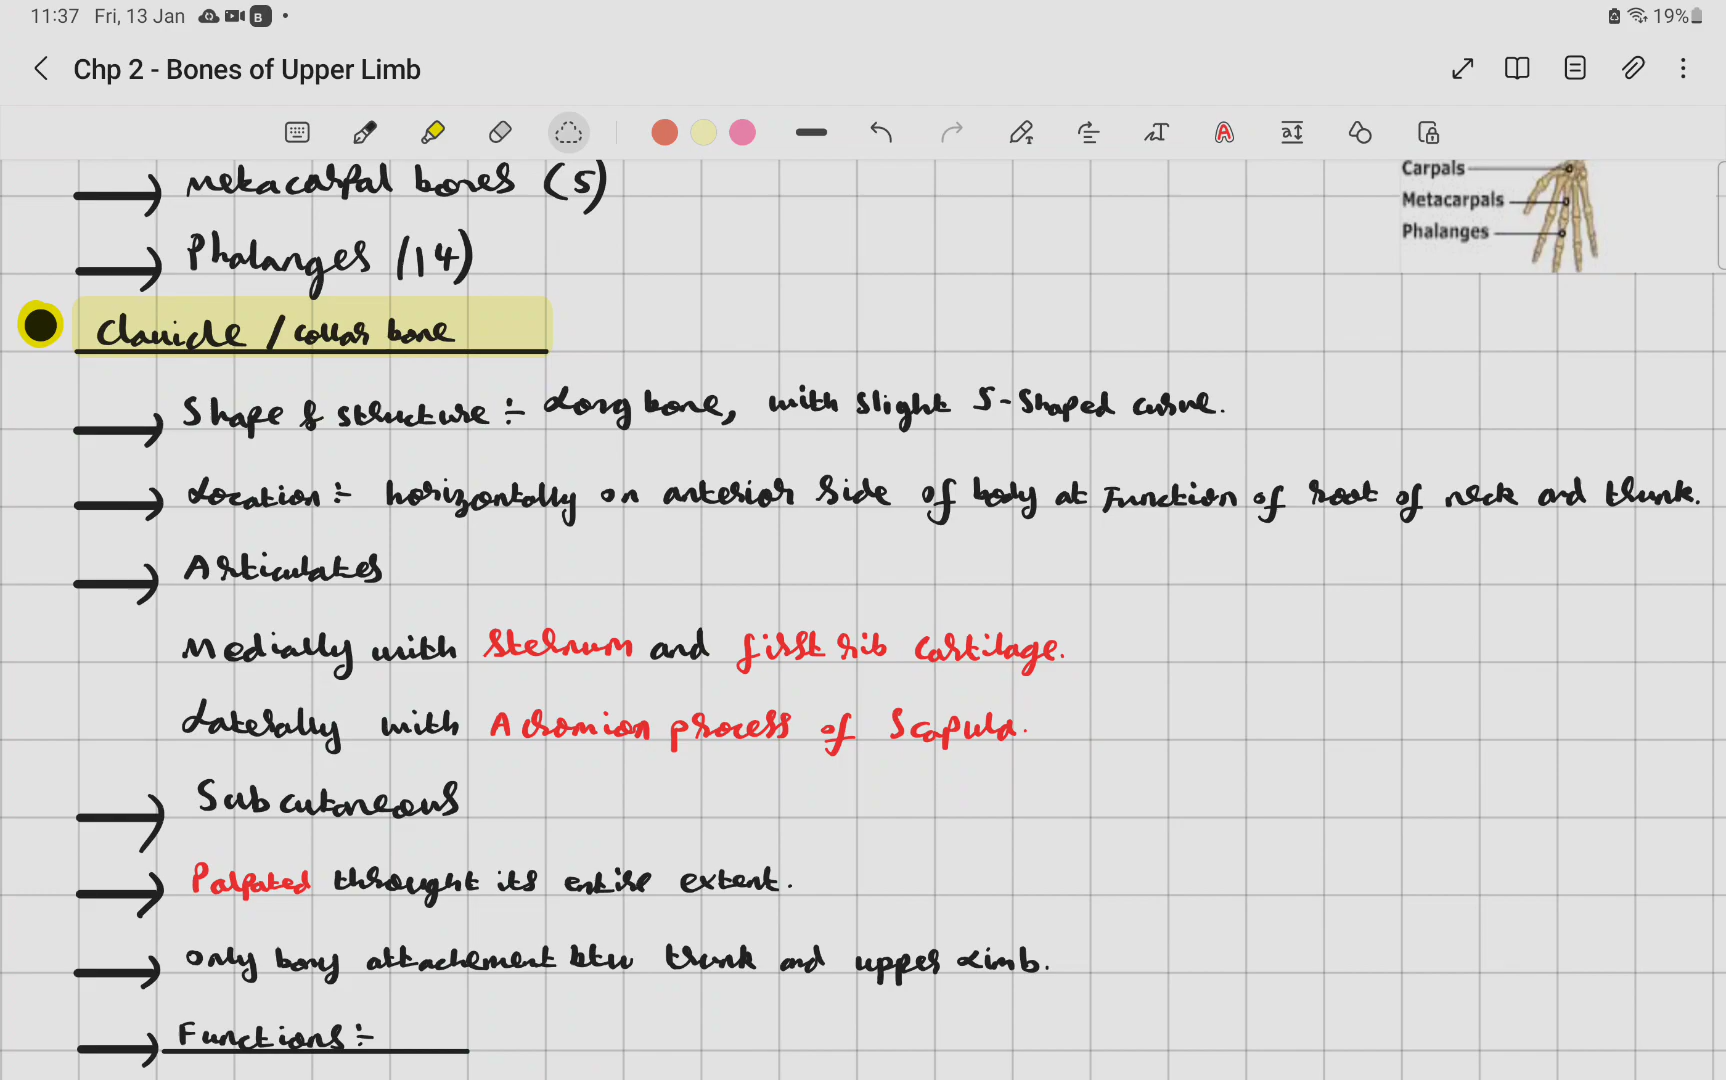 11:37 Fri, 13 Jan B 19%
Chp 2 - Bones of Upper Limb
Carpals
Metacarpals
Phalanges
Metacarpal bones (5)
Phalanges (14)
Clavicle / collar bone
Shape & structure :- Long bone, with slight S-shaped curve.
Location :- horizontally on anterior side of body at Function of root of neck and trunk.
Articulates
Medially with Sternum and first rib cartilage.
Laterally with Acromion process of Scapula.
Subcutaneous
Palpated throught its entire extent.
only bony attachement btw trunk and upper Limb.
Functions :-